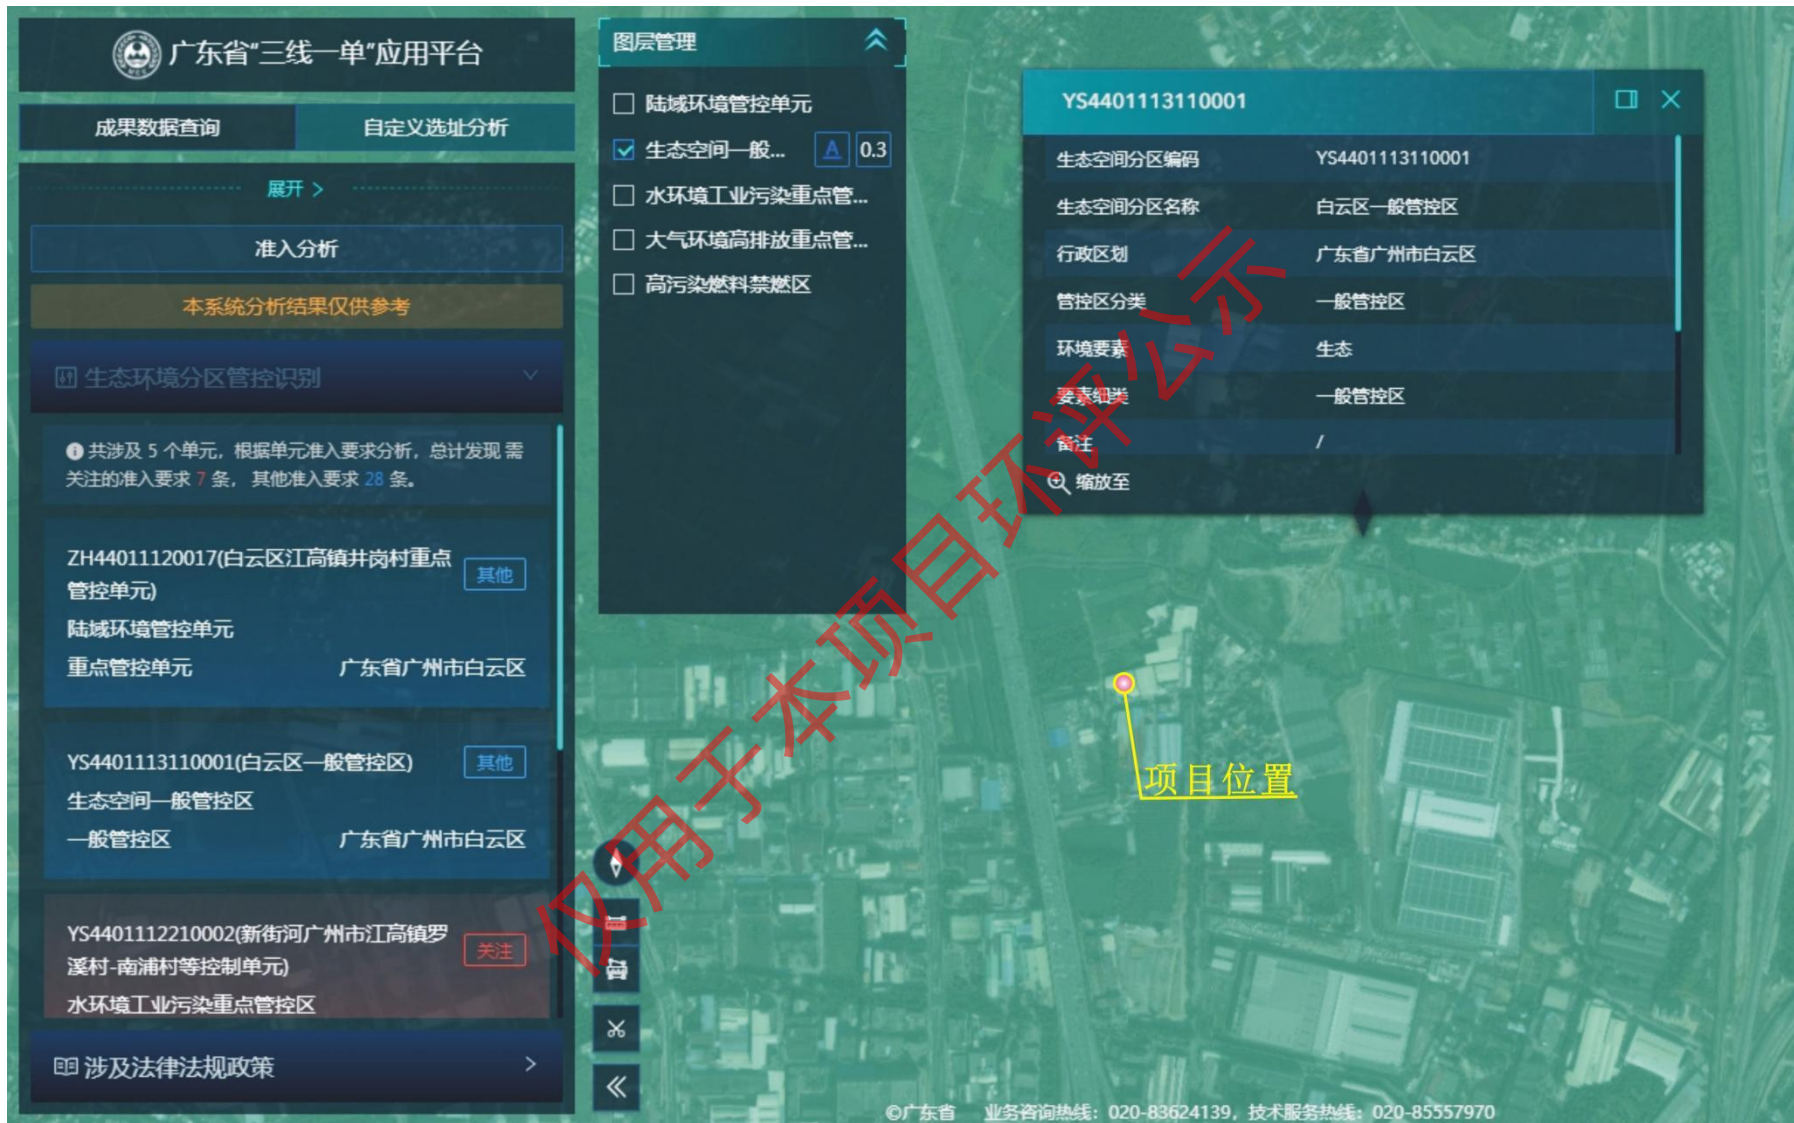 广东省“三线一单”应用平台
成果数据查询
自定义选址分析
展开 >
准入分析
本系统分析结果仅供参考
生态环境分区管控识别
共涉及 5 个单元，根据单元准入要求分析，总计发现 需
关注的准入要求 7 条， 其他准入要求 28 条。
ZH44011120017(白云区江高镇井岗村重点
管控单元)
其他
陆域环境管控单元
重点管控单元 广东省广州市白云区
YS4401113110001(白云区一般管控区)
其他
生态空间一般管控区
一般管控区 广东省广州市白云区
YS4401112210002(新街河广州市江高镇罗
溪村-南浦村等控制单元)
关注
水环境工业污染重点管控区
涉及法律法规政策 >
图层管理
陆域环境管控单元
生态空间一般... A 0.3
水环境工业污染重点管...
大气环境高排放重点管...
高污染燃料禁燃区
YS4401113110001
生态空间分区编码 YS4401113110001
生态空间分区名称 白云区一般管控区
行政区划 广东省广州市白云区
管控区分类 一般管控区
环境要素 生态
要素细类 一般管控区
备注 /
缩放至
项目位置
仅用于本项目环评公示
©广东省 业务咨询热线：020-83624139，技术服务热线：020-85557970